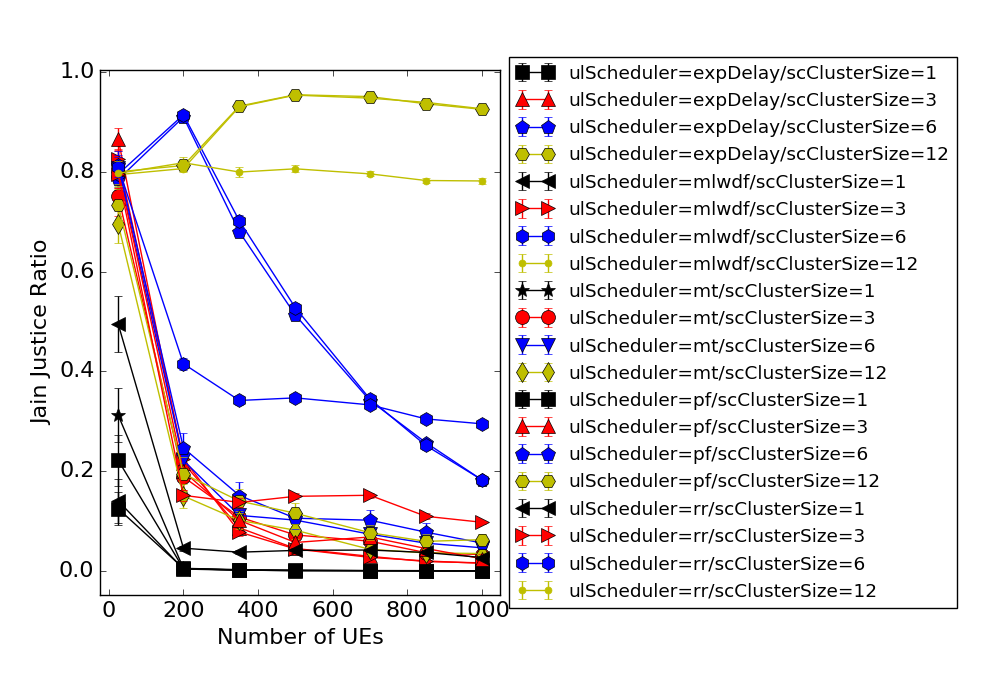 1.0
0.8
0.6
0.4
0.2
0.0
Jain Justice Ratio
0 200 400 600 800 1000
Number of UEs
ulScheduler=expDelay/scClusterSize=1
ulScheduler=expDelay/scClusterSize=3
ulScheduler=expDelay/scClusterSize=6
ulScheduler=expDelay/scClusterSize=12
ulScheduler=mlwdf/scClusterSize=1
ulScheduler=mlwdf/scClusterSize=3
ulScheduler=mlwdf/scClusterSize=6
ulScheduler=mlwdf/scClusterSize=12
ulScheduler=mt/scClusterSize=1
ulScheduler=mt/scClusterSize=3
ulScheduler=mt/scClusterSize=6
ulScheduler=mt/scClusterSize=12
ulScheduler=pf/scClusterSize=1
ulScheduler=pf/scClusterSize=3
ulScheduler=pf/scClusterSize=6
ulScheduler=pf/scClusterSize=12
ulScheduler=rr/scClusterSize=1
ulScheduler=rr/scClusterSize=3
ulScheduler=rr/scClusterSize=6
ulScheduler=rr/scClusterSize=12